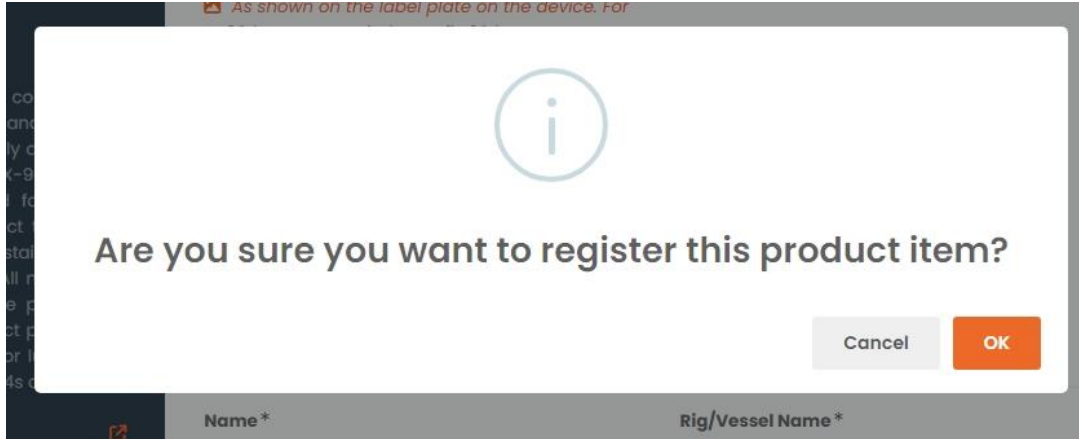 As shown on the label plate on the device. For
Are you sure you want to register this product item?
Cancel
OK
Name*
Rig/Vessel Name*